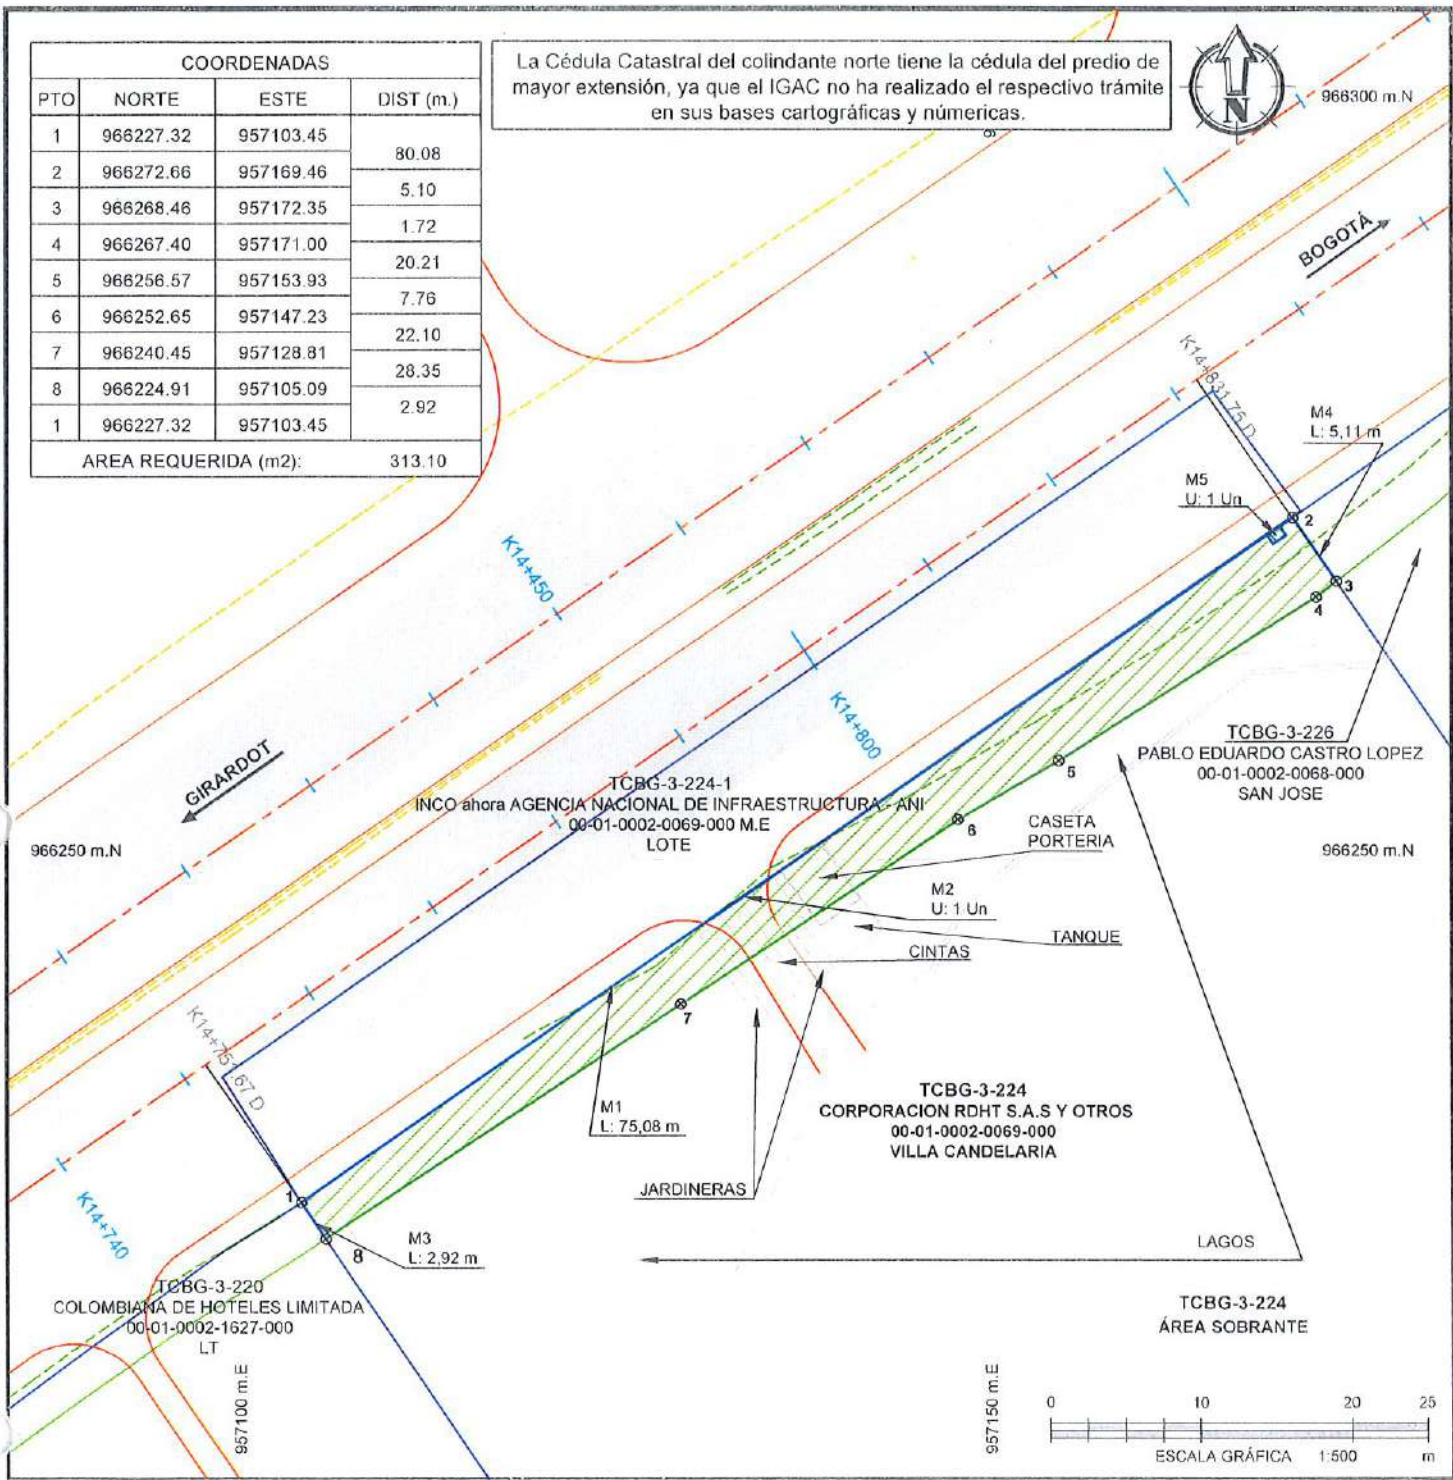 COORDENADAS
PTO NORTE ESTE DIST (m.)
1 966227.32 957103.45
80.08
2 966272.66 957169.46
5.10
3 966268.46 957172.35
1.72
4 966267.40 957171.00
20.21
5 966256.57 957153.93
7.76
6 966252.65 957147.23
22.10
7 966240.45 957128.81
28.35
8 966224.91 957105.09
2.92
1 966227.32 957103.45
AREA REQUERIDA (m2): 313.10
La Cédula Catastral del colindante norte tiene la cédula del predio de
mayor extensión, ya que el IGAC no ha realizado el respectivo trámite
en sus bases cartográficas y númericas.
N
966300 m.N
BOGOTÁ
K14+831.75 D
M4
L: 5,11 m
M5
U: 1 Un
2
3
4
K14+450
K14+800
GIRARDOT
TCBG-3-224-1
INCO ahora AGENCIA NACIONAL DE INFRAESTRUCTURA - ANI
00-01-0002-0069-000 M.E
LOTE
TCBG-3-226
PABLO EDUARDO CASTRO LOPEZ
00-01-0002-0068-000
SAN JOSE
5
6
966250 m.N
966250 m.N
CASETA
PORTERIA
M2
U: 1 Un
TANQUE
CINTAS
7
K14+751.67 D
M1
L: 75,08 m
TCBG-3-224
CORPORACION RDHT S.A.S Y OTROS
00-01-0002-0069-000
VILLA CANDELARIA
JARDINERAS
1
8
K14+740
M3
L: 2,92 m
LAGOS
TCBG-3-220
COLOMBIANA DE HOTELES LIMITADA
00-01-0002-1627-000
LT
TCBG-3-224
ÁREA SOBRANTE
957100 m.E
957150 m.E
0 10 20 25
ESCALA GRÁFICA 1:500 m